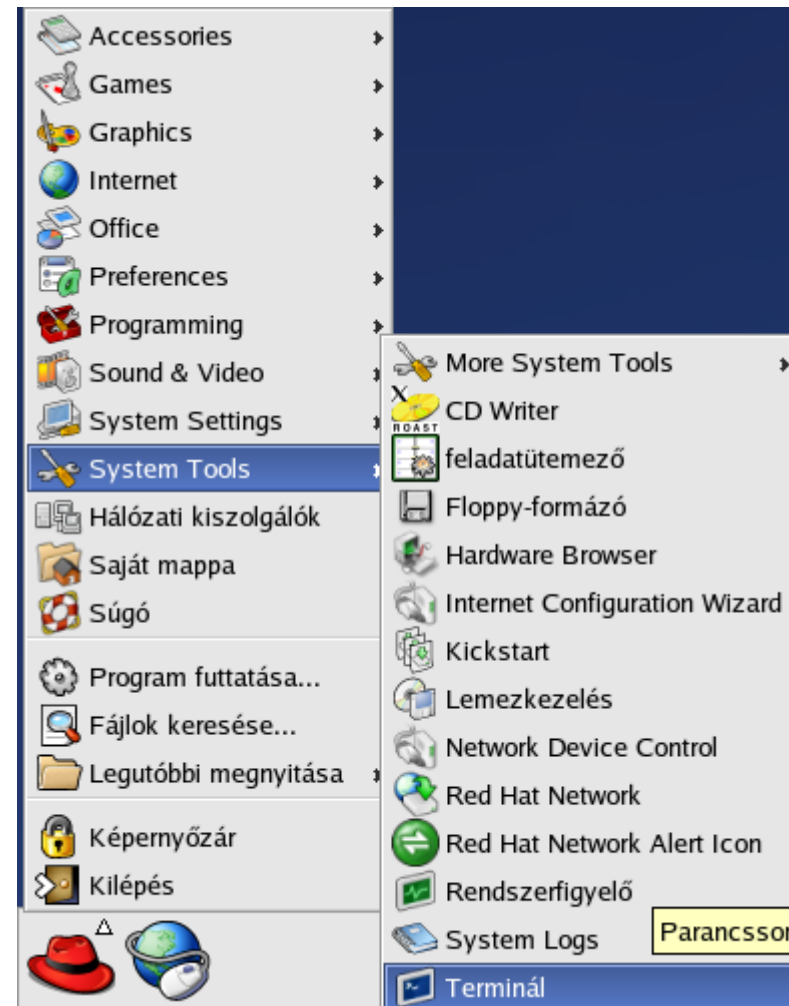 Accessories
Games
Graphics
Internet
Office
Preferences
Programming
Sound & Video
System Settings
System Tools
Hálózati kiszolgálók
Saját mappa
Súgó
Program futtatása...
Fájlok keresése...
Legutóbbi megnyitása
Képernyőzár
Kilépés
More System Tools
X
ROAST
CD Writer
feladatütemező
Floppy-formázó
Hardware Browser
Internet Configuration Wizard
Kickstart
Lemezkezelés
Network Device Control
Red Hat Network
Red Hat Network Alert Icon
Rendszerfigyelő
System Logs
Parancssor
Terminál